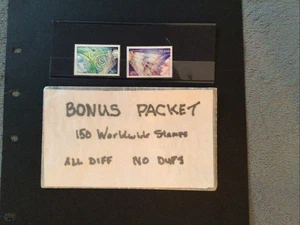 BONUS PACKET
150 Worldwide Stamps
ALL DIFF NO DUPS